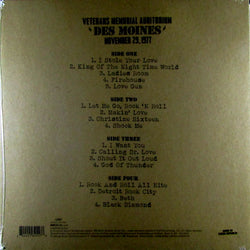 VETERANS MEMORIAL AUDITORIUM
'DES MOINES'
NOVEMBER 29, 1977
SIDE ONE
1. I Stole Your Love
2. King Of The Night Time World
3. Ladies Room
4. Firehouse
5. Love Gun
SIDE TWO
1. Let Me Go, Rock 'N Roll
2. Makin' Love
3. Christine Sixteen
4. Shock Me
SIDE THREE
1. I Want You
2. Calling Dr. Love
3. Shout It Out Loud
4. God Of Thunder
SIDE FOUR
1. Rock And Roll All Nite
2. Detroit Rock City
3. Beth
4. Black Diamond